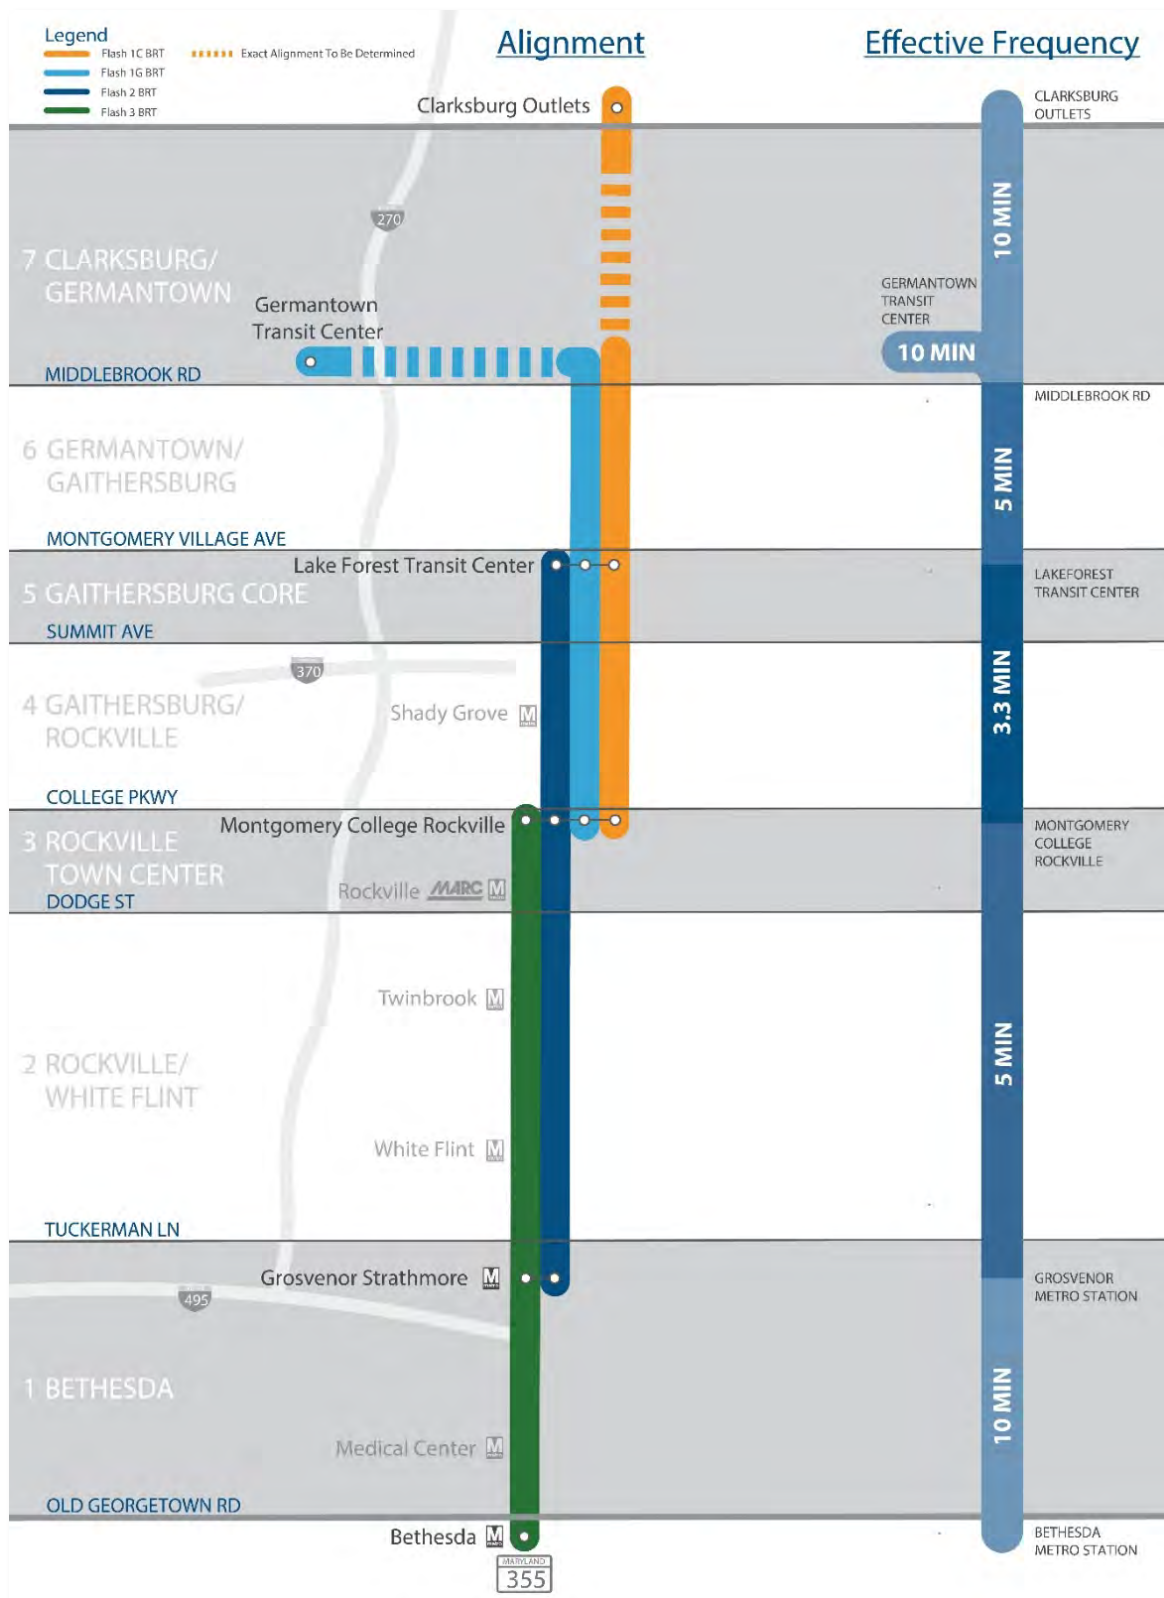 Legend
Flash 1C BRT
Exact Alignment To Be Determined
Flash 1G BRT
Flash 2 BRT
Flash 3 BRT
Alignment
Effective Frequency
Clarksburg Outlets
CLARKSBURG
OUTLETS
270
10 MIN
7 CLARKSBURG/
GERMANTOWN
Germantown
Transit Center
GERMANTOWN
TRANSIT
CENTER
10 MIN
MIDDLEBROOK RD
MIDDLEBROOK RD
6 GERMANTOWN/
GAITHERSBURG
5 MIN
MONTGOMERY VILLAGE AVE
Lake Forest Transit Center
LAKEFOREST
TRANSIT CENTER
5 GAITHERSBURG CORE
SUMMIT AVE
370
3.3 MIN
4 GAITHERSBURG/
ROCKVILLE
Shady Grove M
COLLEGE PKWY
Montgomery College Rockville
MONTGOMERY
COLLEGE
ROCKVILLE
3 ROCKVILLE
TOWN CENTER
Rockville MARC M
DODGE ST
Twinbrook M
2 ROCKVILLE/
WHITE FLINT
5 MIN
White Flint M
TUCKERMAN LN
Grosvenor Strathmore M
GROSVENOR
METRO STATION
495
1 BETHESDA
10 MIN
Medical Center M
OLD GEORGETOWN RD
Bethesda M
BETHESDA
METRO STATION
MARYLAND
355